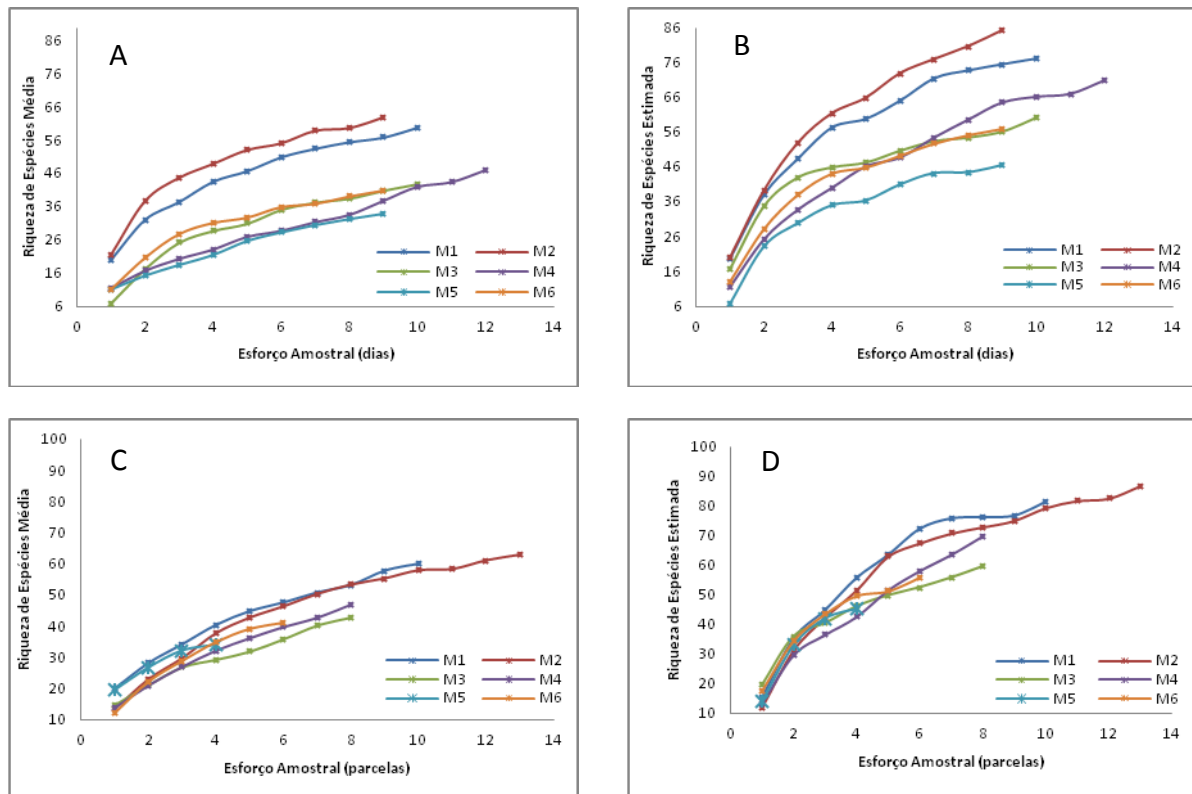 A
Riqueza de Espécies Média
86
76
66
56
46
36
26
16
6
0 2 4 6 8 10 12 14
Esforço Amostral (dias)
M1 M2
M3 M4
M5 M6
B
Riqueza de Espécies Estimada
86
76
66
56
46
36
26
16
6
0 2 4 6 8 10 12 14
Esforço Amostral (dias)
M1 M2
M3 M4
M5 M6
C
Riqueza de Espécies Média
100
90
80
70
60
50
40
30
20
10
0 2 4 6 8 10 12 14
Esforço Amostral (parcelas)
M1 M2
M3 M4
M5 M6
D
Riqueza de Espécies Estimada
100
90
80
70
60
50
40
30
20
10
0 2 4 6 8 10 12 14
Esforço Amostral (parcelas)
M1 M2
M3 M4
M5 M6